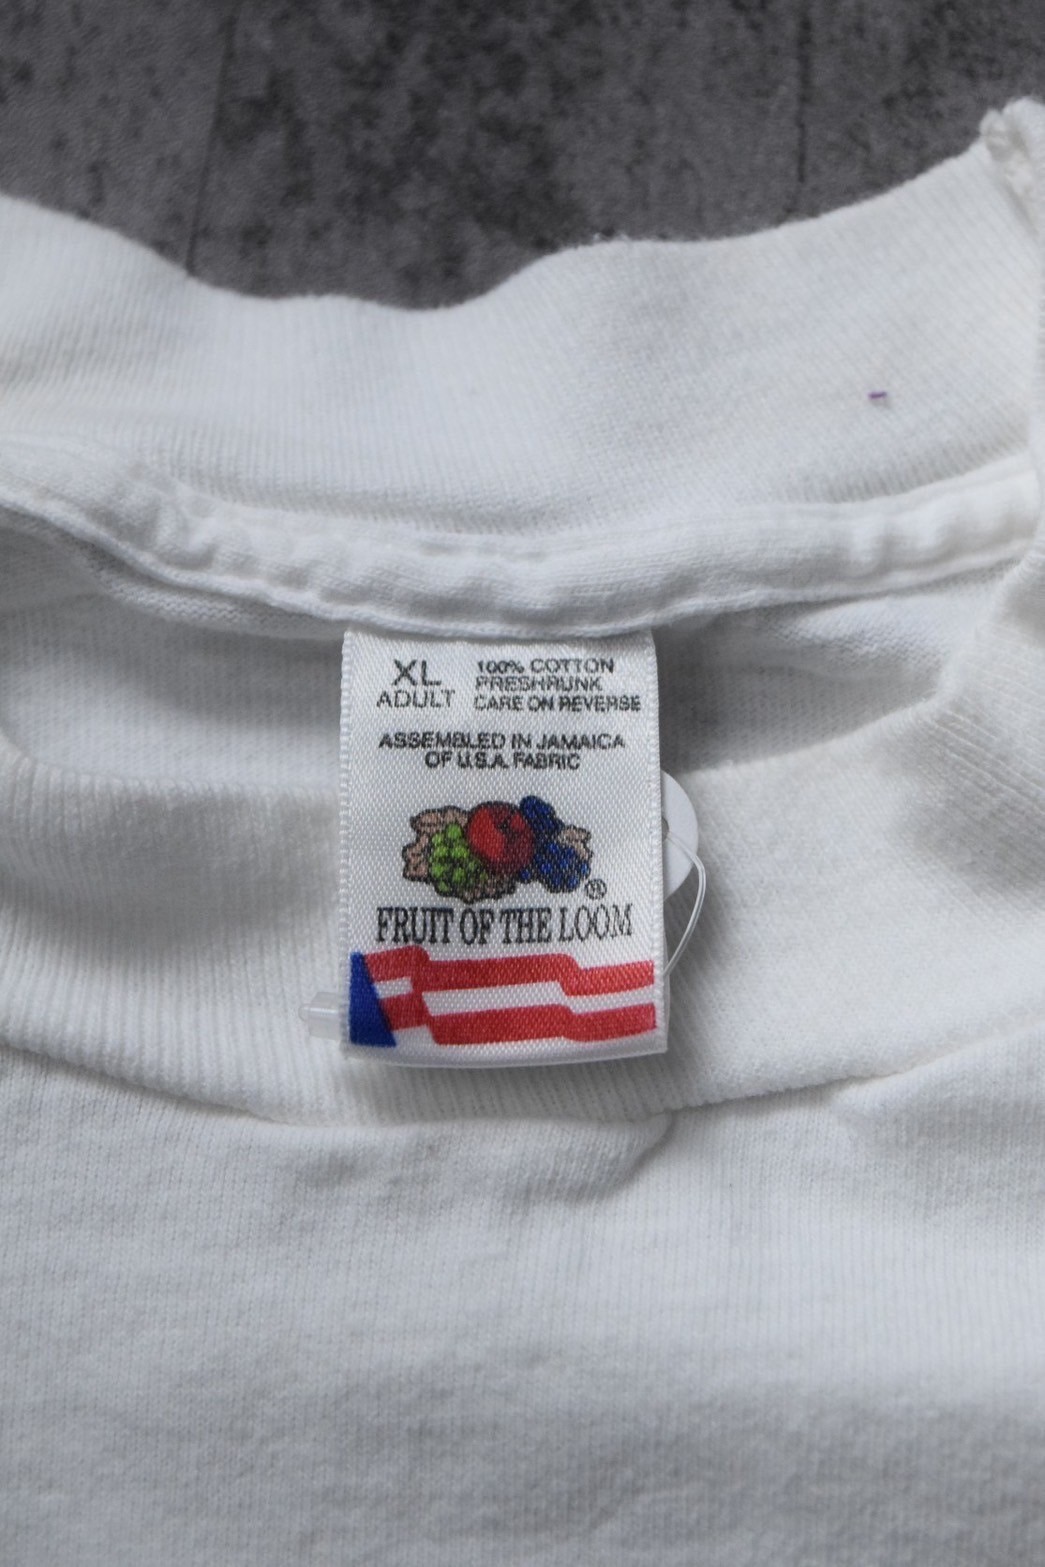 XL
ADULT
100% COTTON
PRESHRUNK
CARE ON REVERSE
ASSEMBLED IN JAMAICA
OF U.S.A. FABRIC
®
FRUIT OF THE LOOM